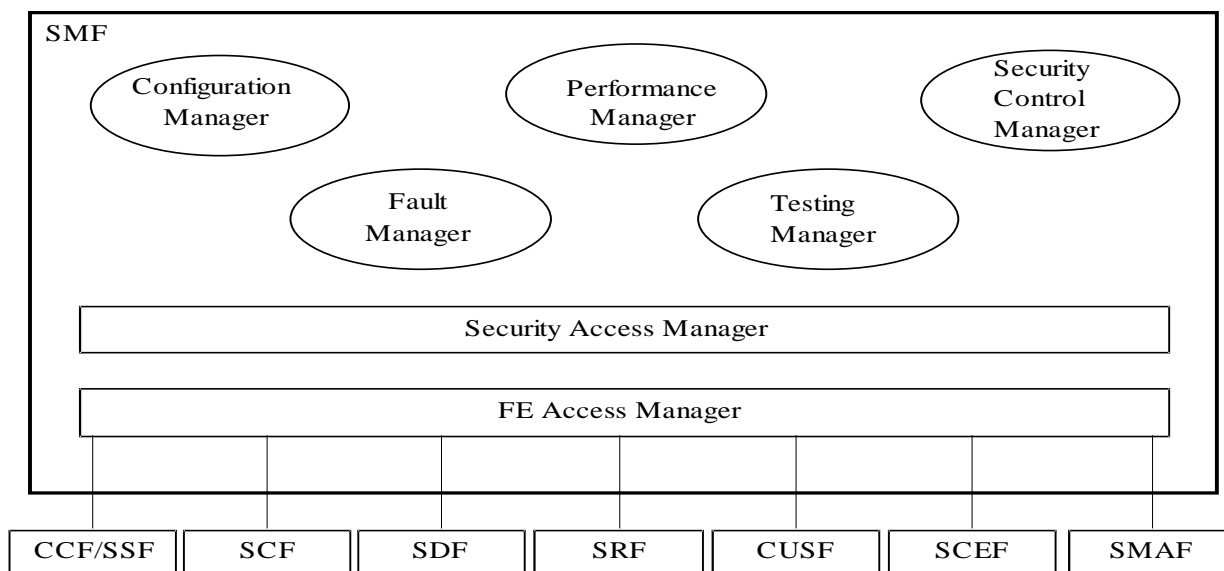 SMF
Configuration
Manager
Performance
Manager
Security
Control
Manager
Fault
Manager
Testing
Manager
Security Access Manager
FE Access Manager
CCF/SSF
SCF
SDF
SRF
CUSF
SCEF
SMAF